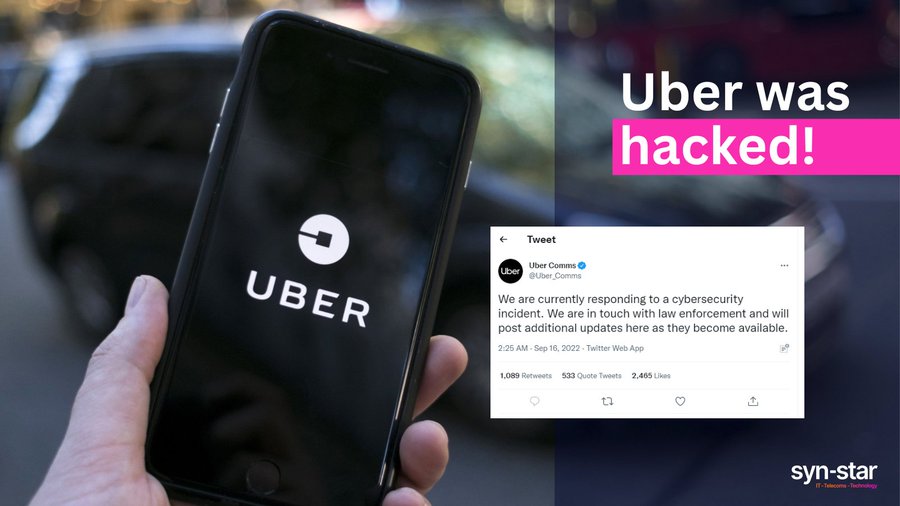 UBER
Uber was
hacked!
Tweet
Uber
Uber Comms
@Uber_Comms
We are currently responding to a cybersecurity
incident. We are in touch with law enforcement and will
post additional updates here as they become available.
2:25 AM · Sep 16, 2022 · Twitter Web App
1,089 Retweets 533 Quote Tweets 2,465 Likes
syn-star
IT - Telecoms - Technology